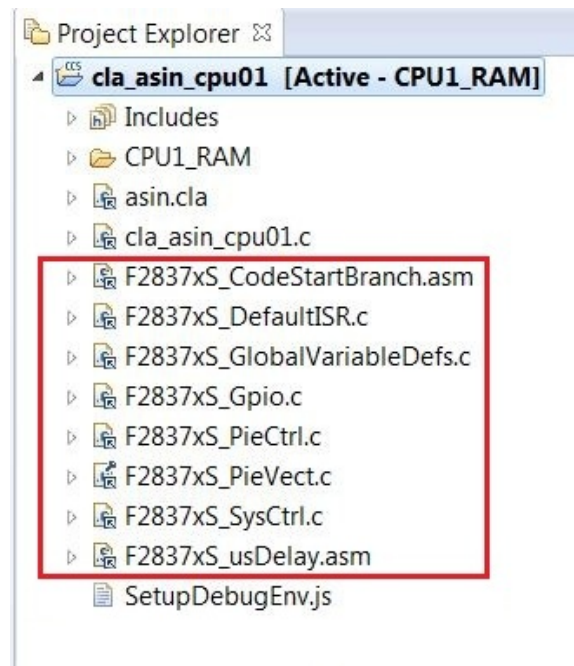 Project Explorer
cla_asin_cpu01 [Active - CPU1_RAM]
Includes
CPU1_RAM
asin.cla
cla_asin_cpu01.c
F2837xS_CodeStartBranch.asm
F2837xS_DefaultISR.c
F2837xS_GlobalVariableDefs.c
F2837xS_Gpio.c
F2837xS_PieCtrl.c
F2837xS_PieVect.c
F2837xS_SysCtrl.c
F2837xS_usDelay.asm
SetupDebugEnv.js